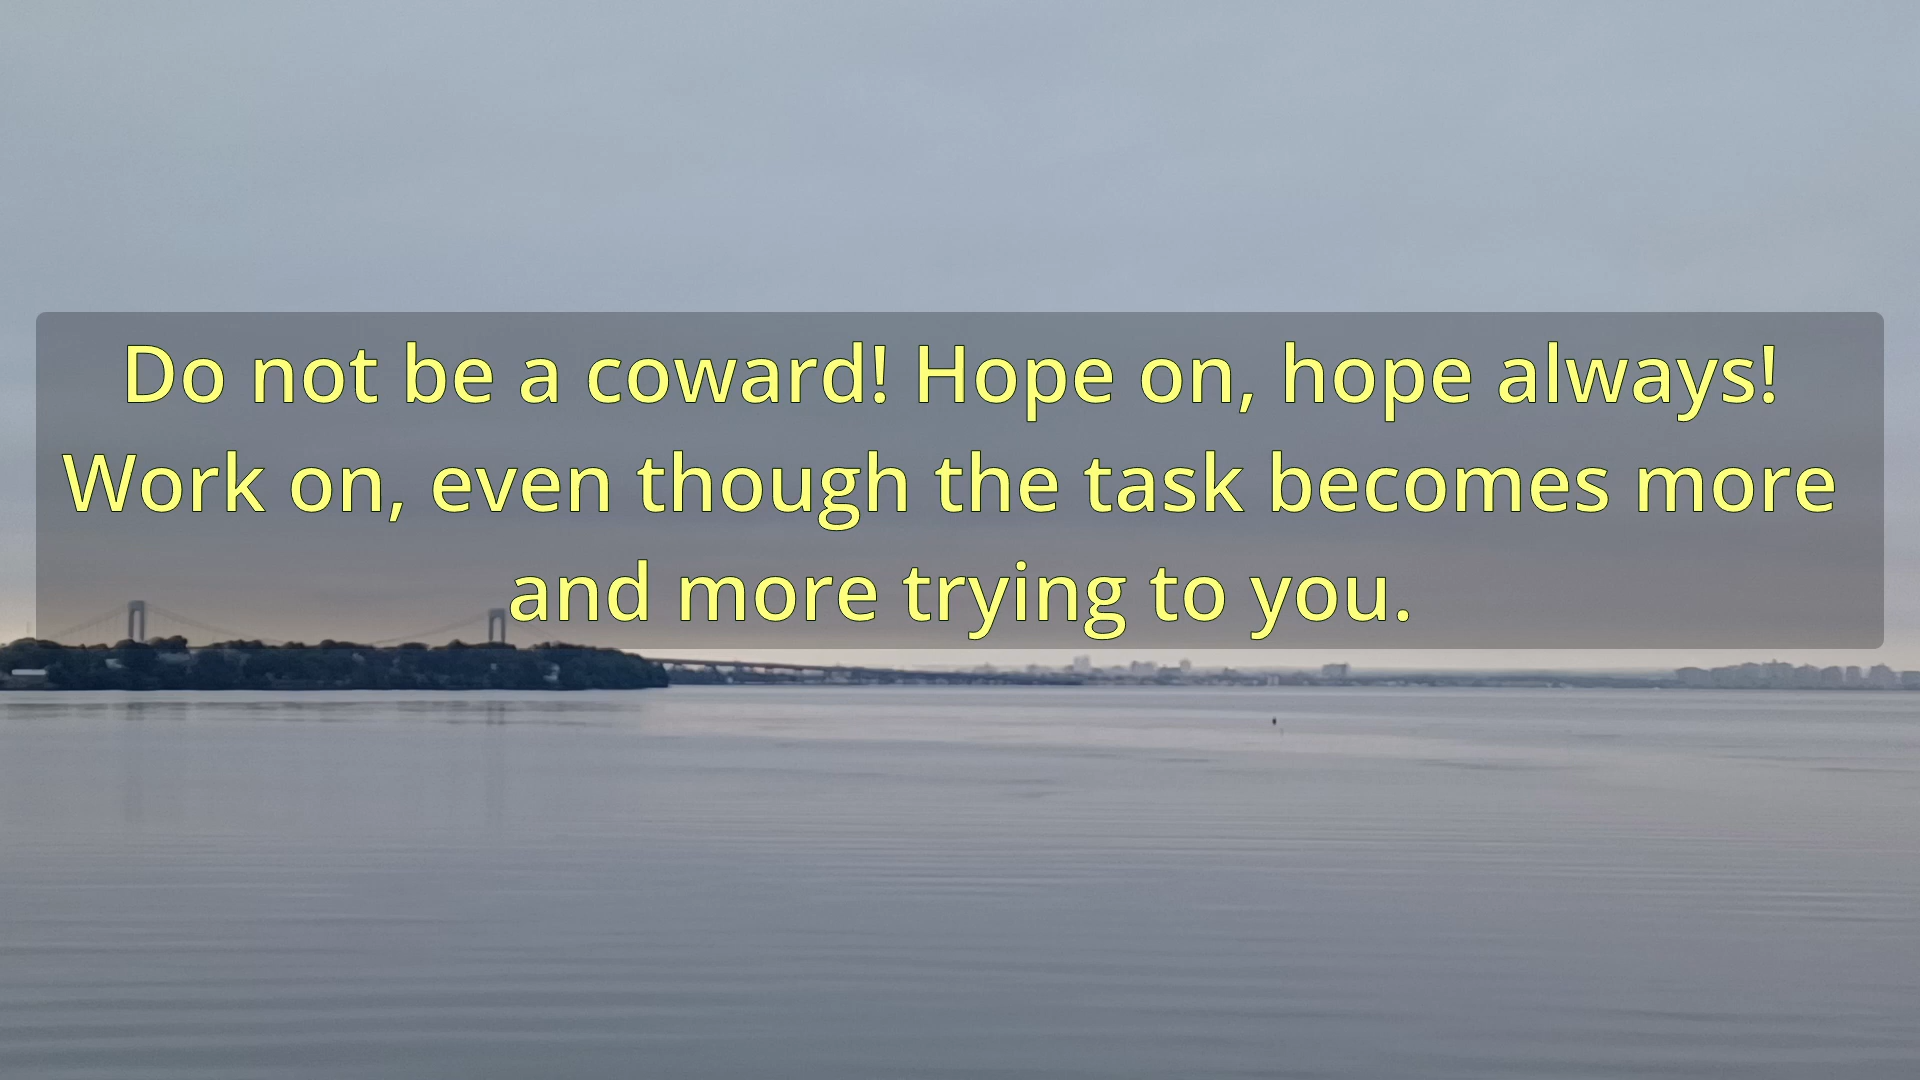 Do not be a coward! Hope on, hope always!
Work on, even though the task becomes more
and more trying to you.